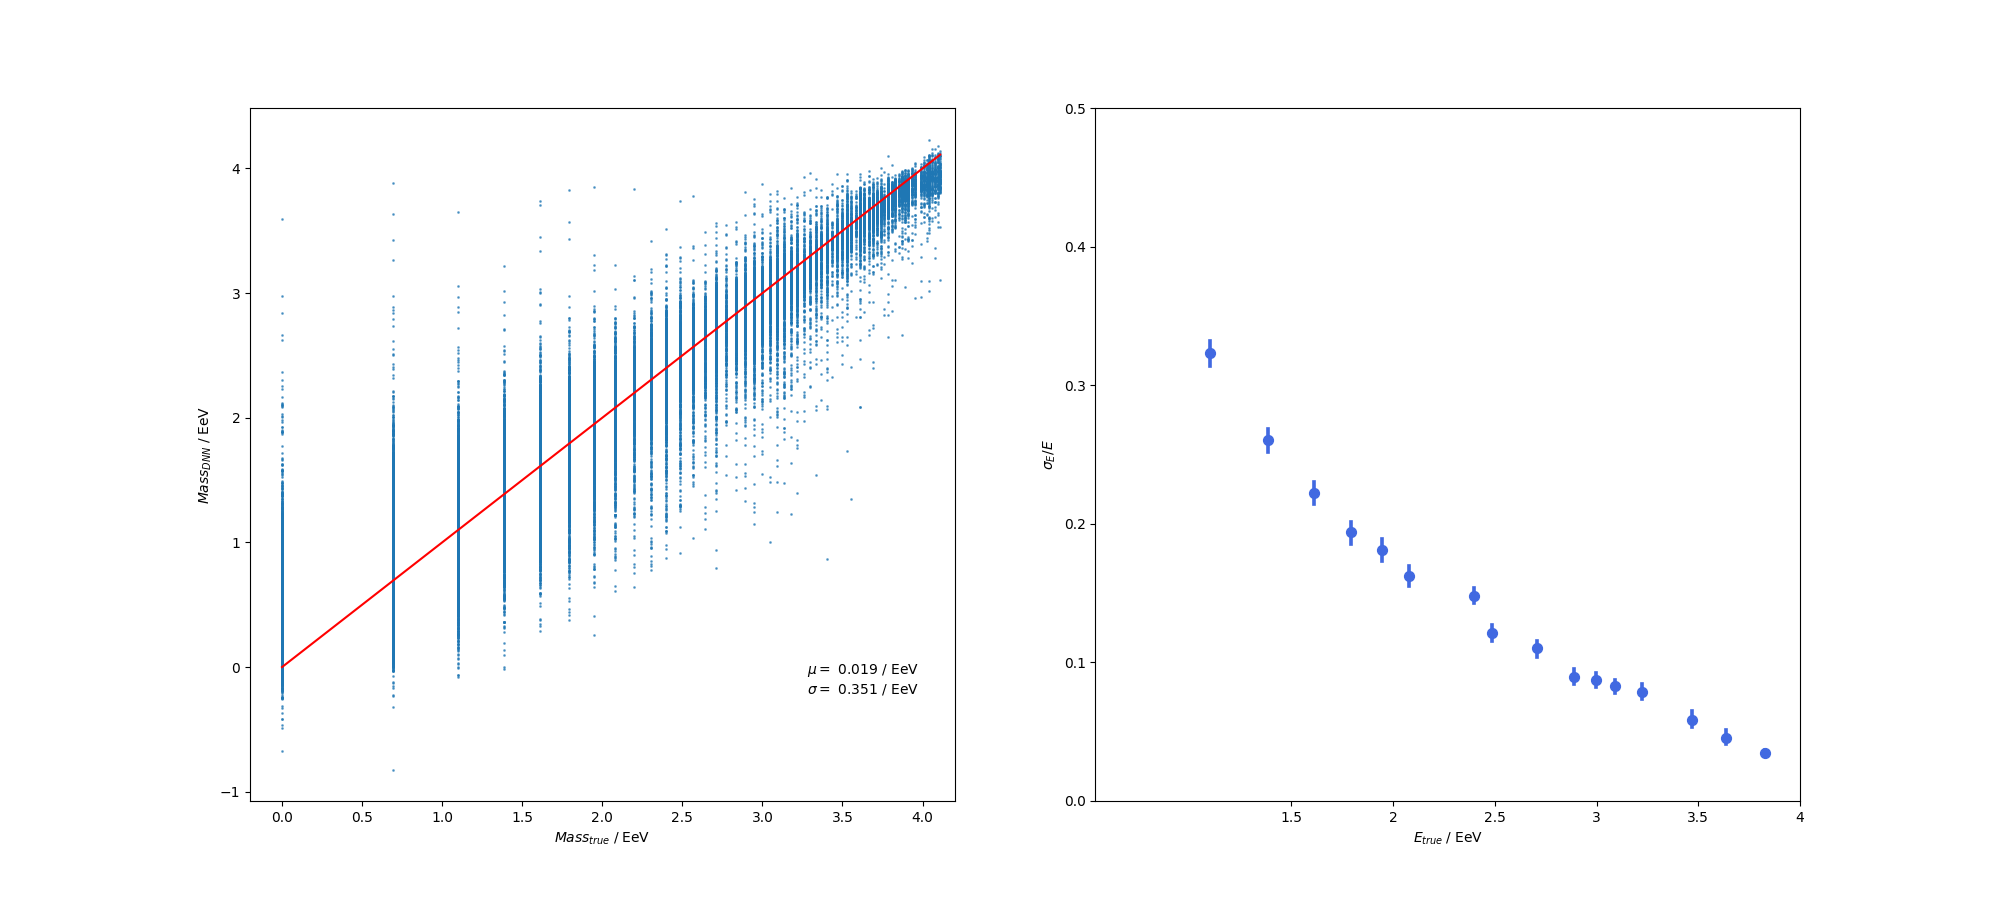 4
3
2
1
0
−1
Mass_DNN / EeV
μ = 0.019 / EeV
σ = 0.351 / EeV
0.0 0.5 1.0 1.5 2.0 2.5 3.0 3.5 4.0
Mass_true / EeV
0.5
0.4
0.3
0.2
0.1
0.0
σ_E/E
1.5 2 2.5 3 3.5 4
E_true / EeV